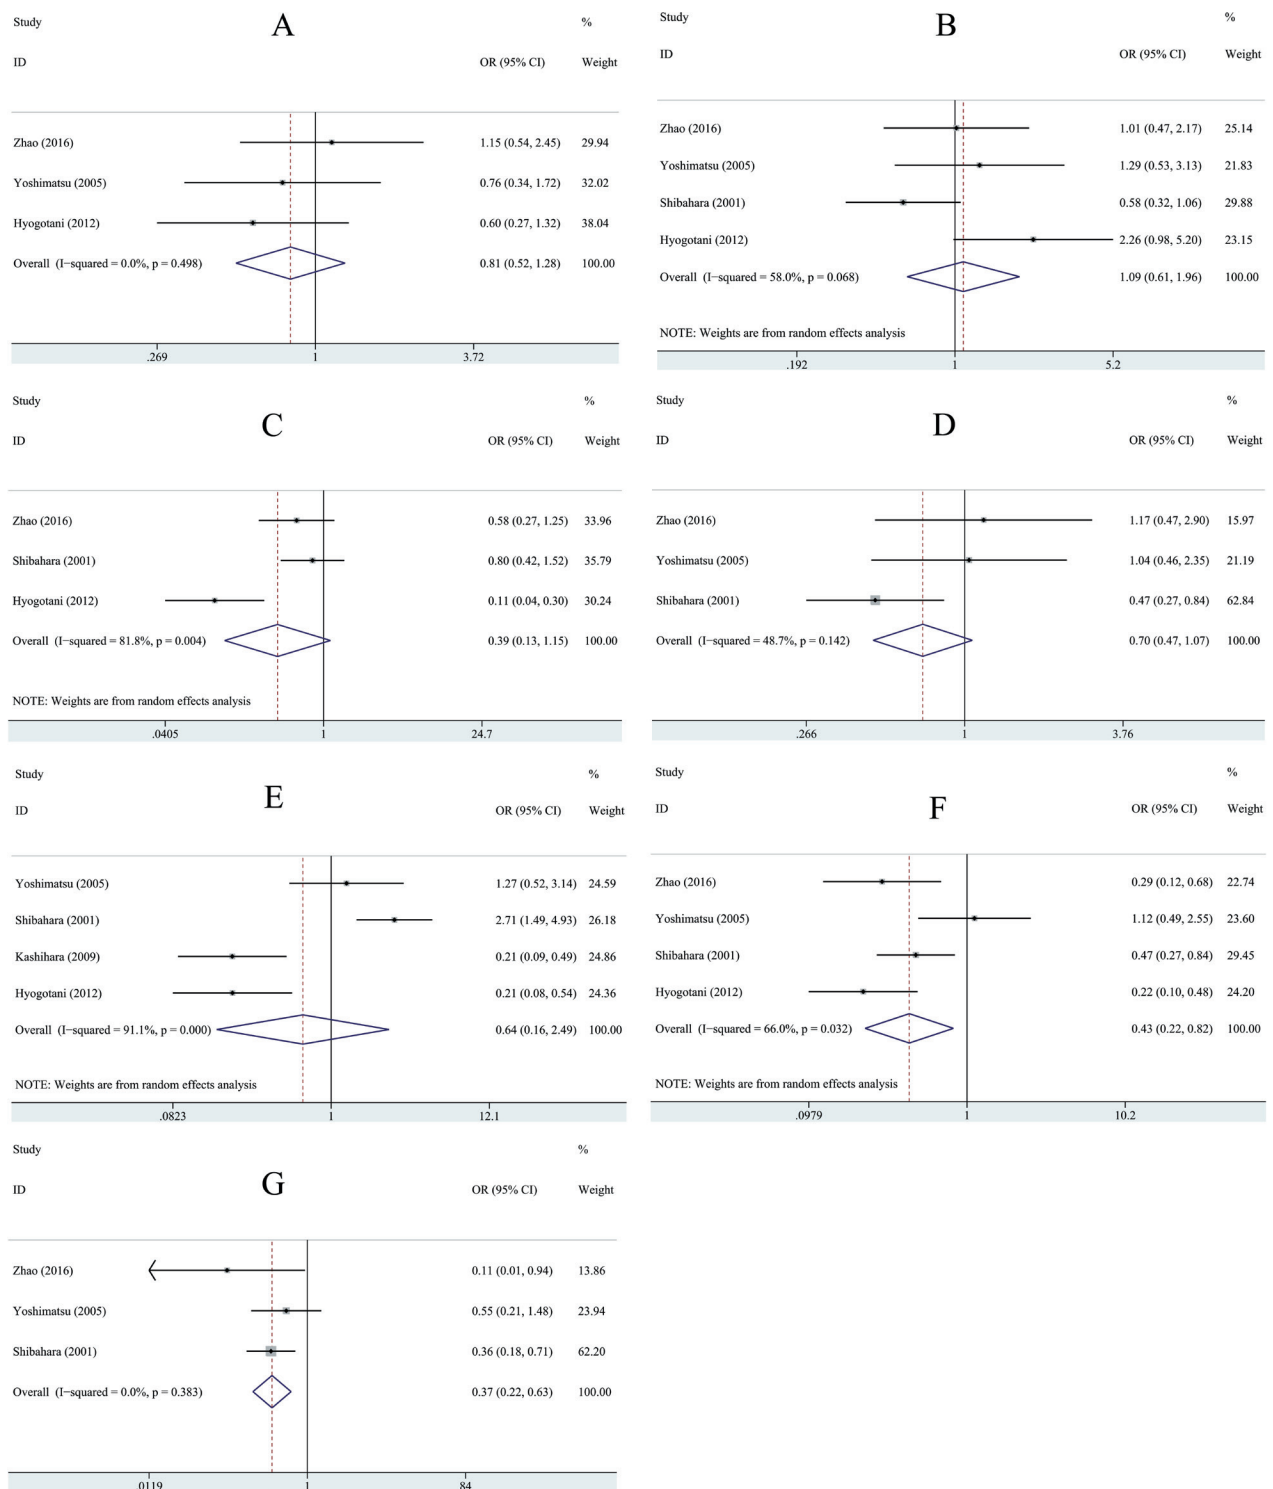 A
Study %
ID OR (95% CI) Weight
Zhao (2016) 1.15 (0.54, 2.45) 29.94
Yoshimatsu (2005) 0.76 (0.34, 1.72) 32.02
Hyogotani (2012) 0.60 (0.27, 1.32) 38.04
Overall (I−squared = 0.0%, p = 0.498) 0.81 (0.52, 1.28) 100.00
.269 1 3.72
B
Study %
ID OR (95% CI) Weight
Zhao (2016) 1.01 (0.47, 2.17) 25.14
Yoshimatsu (2005) 1.29 (0.53, 3.13) 21.83
Shibahara (2001) 0.58 (0.32, 1.06) 29.88
Hyogotani (2012) 2.26 (0.98, 5.20) 23.15
Overall (I−squared = 58.0%, p = 0.068) 1.09 (0.61, 1.96) 100.00
NOTE: Weights are from random effects analysis
.192 1 5.2
C
Study %
ID OR (95% CI) Weight
Zhao (2016) 0.58 (0.27, 1.25) 33.96
Shibahara (2001) 0.80 (0.42, 1.52) 35.79
Hyogotani (2012) 0.11 (0.04, 0.30) 30.24
Overall (I−squared = 81.8%, p = 0.004) 0.39 (0.13, 1.15) 100.00
NOTE: Weights are from random effects analysis
.0405 1 24.7
D
Study %
ID OR (95% CI) Weight
Zhao (2016) 1.17 (0.47, 2.90) 15.97
Yoshimatsu (2005) 1.04 (0.46, 2.35) 21.19
Shibahara (2001) 0.47 (0.27, 0.84) 62.84
Overall (I−squared = 48.7%, p = 0.142) 0.70 (0.47, 1.07) 100.00
.266 1 3.76
E
Study %
ID OR (95% CI) Weight
Yoshimatsu (2005) 1.27 (0.52, 3.14) 24.59
Shibahara (2001) 2.71 (1.49, 4.93) 26.18
Kashihara (2009) 0.21 (0.09, 0.49) 24.86
Hyogotani (2012) 0.21 (0.08, 0.54) 24.36
Overall (I−squared = 91.1%, p = 0.000) 0.64 (0.16, 2.49) 100.00
NOTE: Weights are from random effects analysis
.0823 1 12.1
F
Study %
ID OR (95% CI) Weight
Zhao (2016) 0.29 (0.12, 0.68) 22.74
Yoshimatsu (2005) 1.12 (0.49, 2.55) 23.60
Shibahara (2001) 0.47 (0.27, 0.84) 29.45
Hyogotani (2012) 0.22 (0.10, 0.48) 24.20
Overall (I−squared = 66.0%, p = 0.032) 0.43 (0.22, 0.82) 100.00
NOTE: Weights are from random effects analysis
.0979 1 10.2
G
Study %
ID OR (95% CI) Weight
Zhao (2016) 0.11 (0.01, 0.94) 13.86
Yoshimatsu (2005) 0.55 (0.21, 1.48) 23.94
Shibahara (2001) 0.36 (0.18, 0.71) 62.20
Overall (I−squared = 0.0%, p = 0.383) 0.37 (0.22, 0.63) 100.00
.0119 1 84